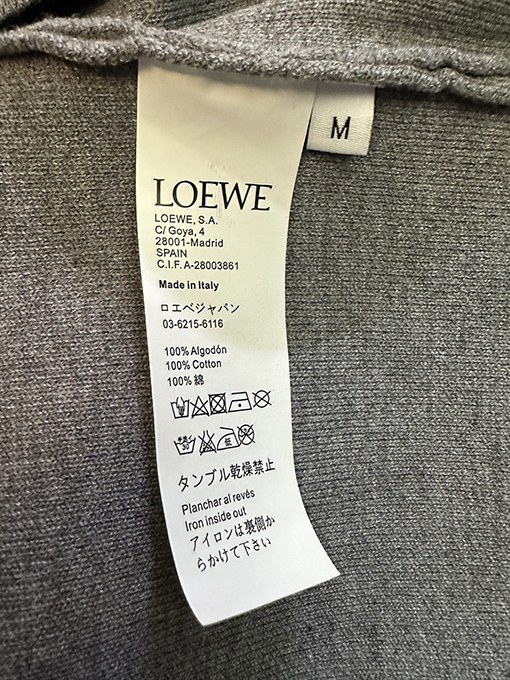 M
LOEWE
LOEWE, S.A.
C/ Goya, 4
28001-Madrid
SPAIN
C.I.F. A-28003861
Made in Italy
ロエベジャパン
03-6215-6116
100% Algodón
100% Cotton
100% 綿
タンブル乾燥禁止
Planchar al revés
Iron inside out
アイロンは裏側か
らかけて下さい